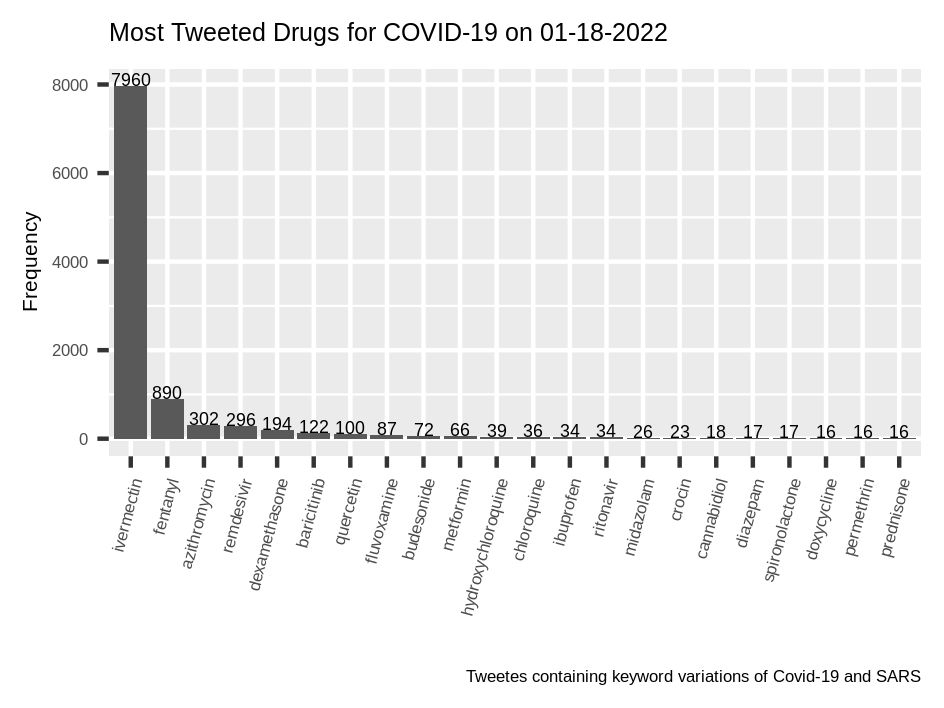 Most Tweeted Drugs for COVID-19 on 01-18-2022
Frequency
8000
6000
4000
2000
0
7960
890
302
296
194
122
100
87
72
66
39
36
34
34
26
23
18
17
17
16
16
16
ivermectin
fentanyl
azithromycin
remdesivir
dexamethasone
baricitinib
quercetin
fluvoxamine
budesonide
metformin
hydroxychloroquine
chloroquine
ibuprofen
ritonavir
midazolam
crocin
cannabidiol
diazepam
spironolactone
doxycycline
permethrin
prednisone
Tweetes containing keyword variations of Covid-19 and SARS